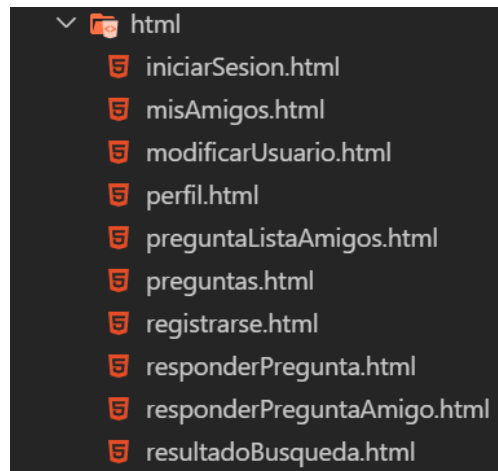 html
iniciarSesion.html
misAmigos.html
modificarUsuario.html
perfil.html
preguntaListaAmigos.html
preguntas.html
registrarse.html
responderPregunta.html
responderPreguntaAmigo.html
resultadoBusqueda.html